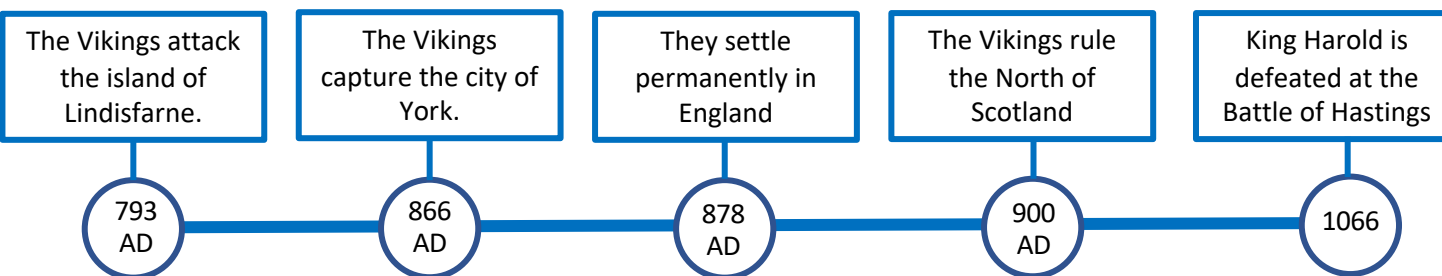 The Vikings attack
the island of
Lindisfarne.
The Vikings
capture the city of
York.
They settle
permanently in
England
The Vikings rule
the North of
Scotland
King Harold is
defeated at the
Battle of Hastings
793
AD
866
AD
878
AD
900
AD
1066